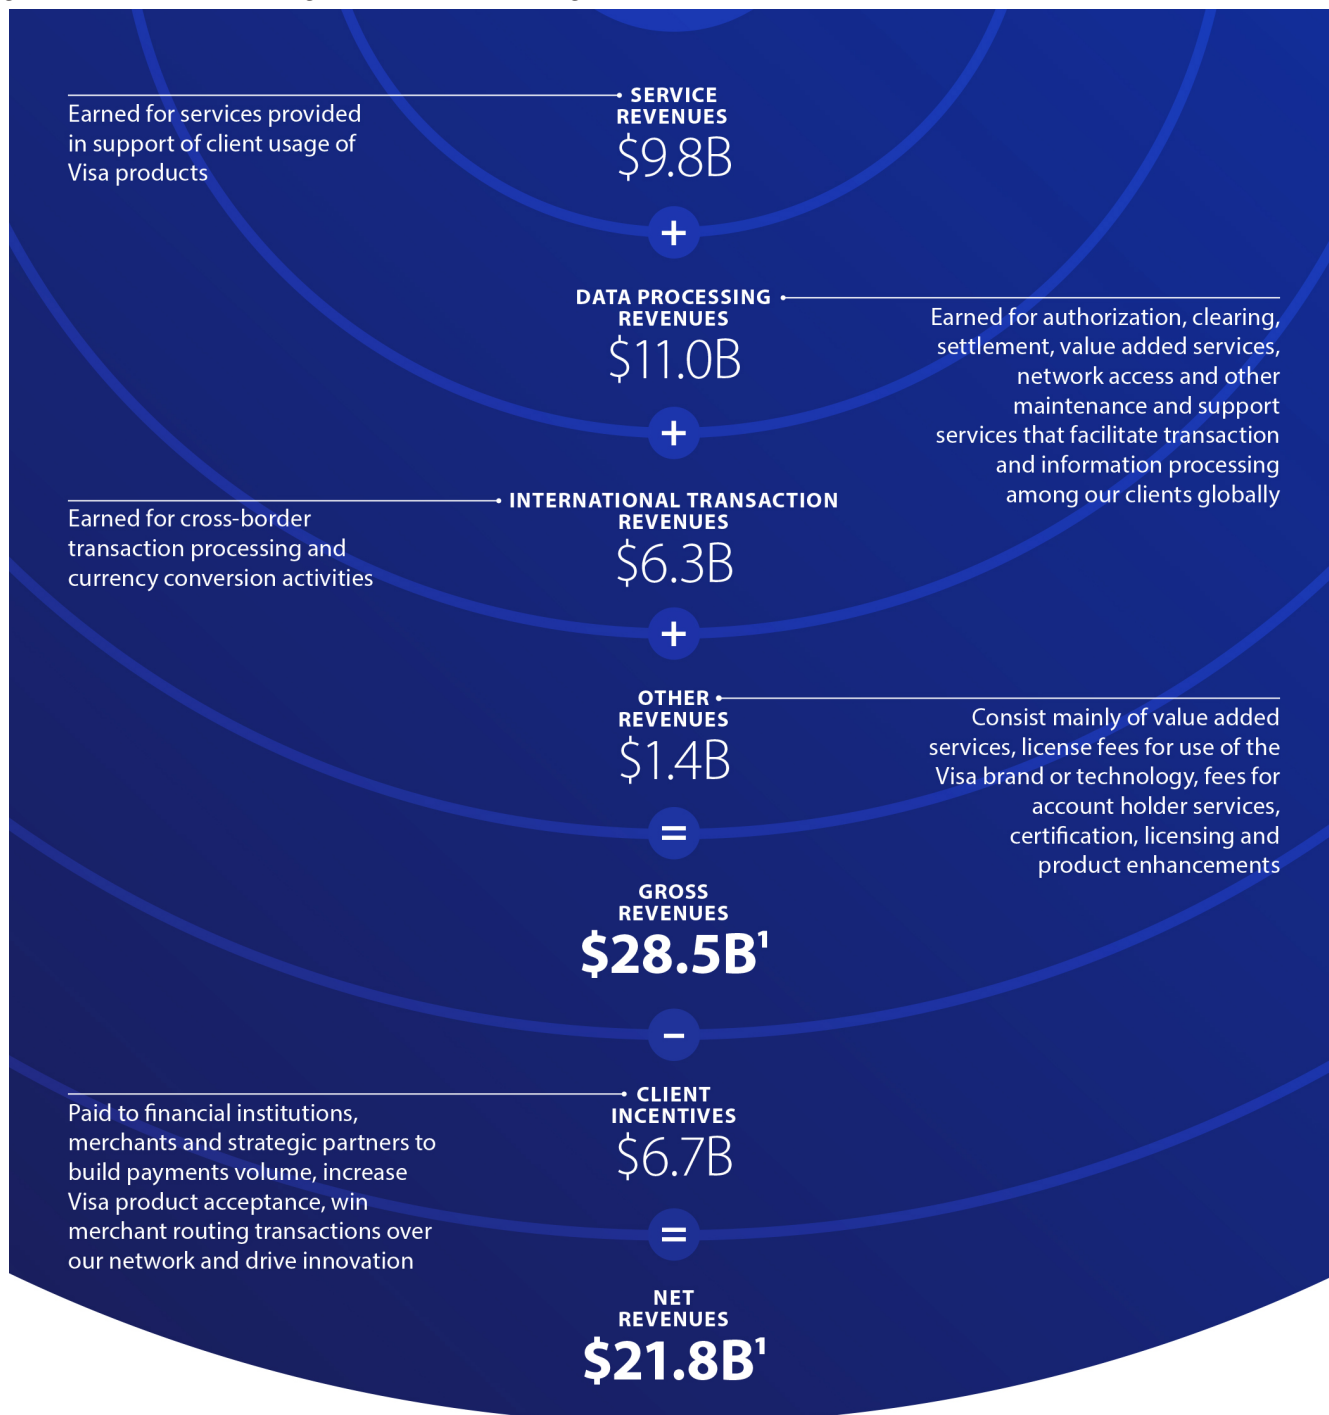 SERVICE
REVENUES
$9.8B
Earned for services provided
in support of client usage of
Visa products
+
DATA PROCESSING
REVENUES
$11.0B
Earned for authorization, clearing,
settlement, value added services,
network access and other
maintenance and support
services that facilitate transaction
and information processing
among our clients globally
+
INTERNATIONAL TRANSACTION
REVENUES
$6.3B
Earned for cross-border
transaction processing and
currency conversion activities
+
OTHER
REVENUES
$1.4B
Consist mainly of value added
services, license fees for use of the
Visa brand or technology, fees for
account holder services,
certification, licensing and
product enhancements
=
GROSS
REVENUES
$28.5B¹
–
CLIENT
INCENTIVES
$6.7B
Paid to financial institutions,
merchants and strategic partners to
build payments volume, increase
Visa product acceptance, win
merchant routing transactions over
our network and drive innovation
=
NET
REVENUES
$21.8B¹